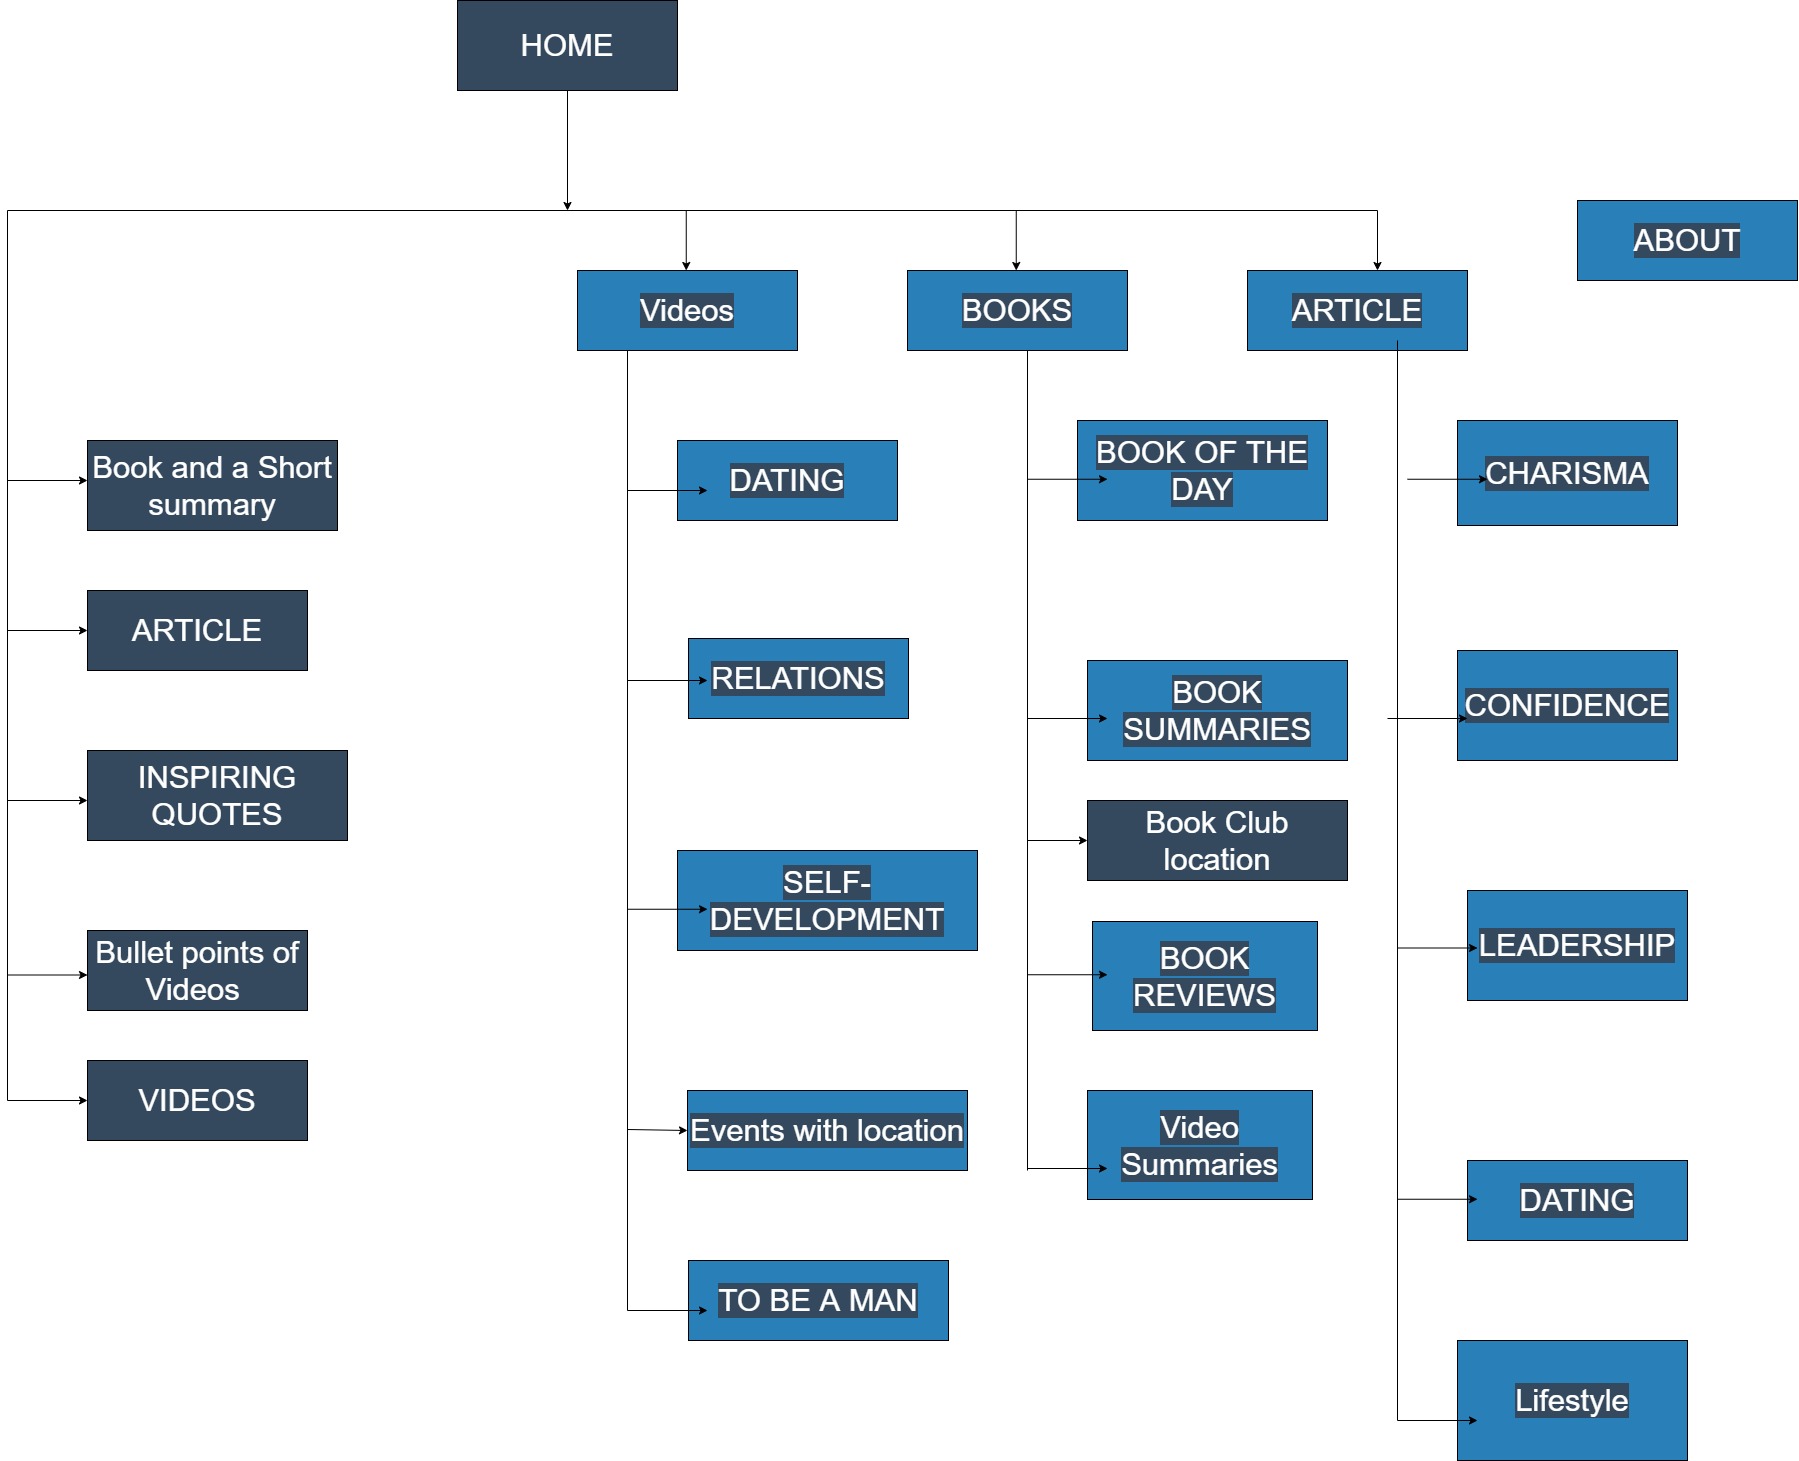 HOME
ABOUT
Videos
BOOKS
ARTICLE
Book and a Short
summary
ARTICLE
INSPIRING
QUOTES
Bullet points of
Videos
VIDEOS
DATING
RELATIONS
SELF-
DEVELOPMENT
Events with location
TO BE A MAN
BOOK OF THE
DAY
BOOK
SUMMARIES
Book Club
location
BOOK
REVIEWS
Video
Summaries
CHARISMA
CONFIDENCE
LEADERSHIP
DATING
Lifestyle